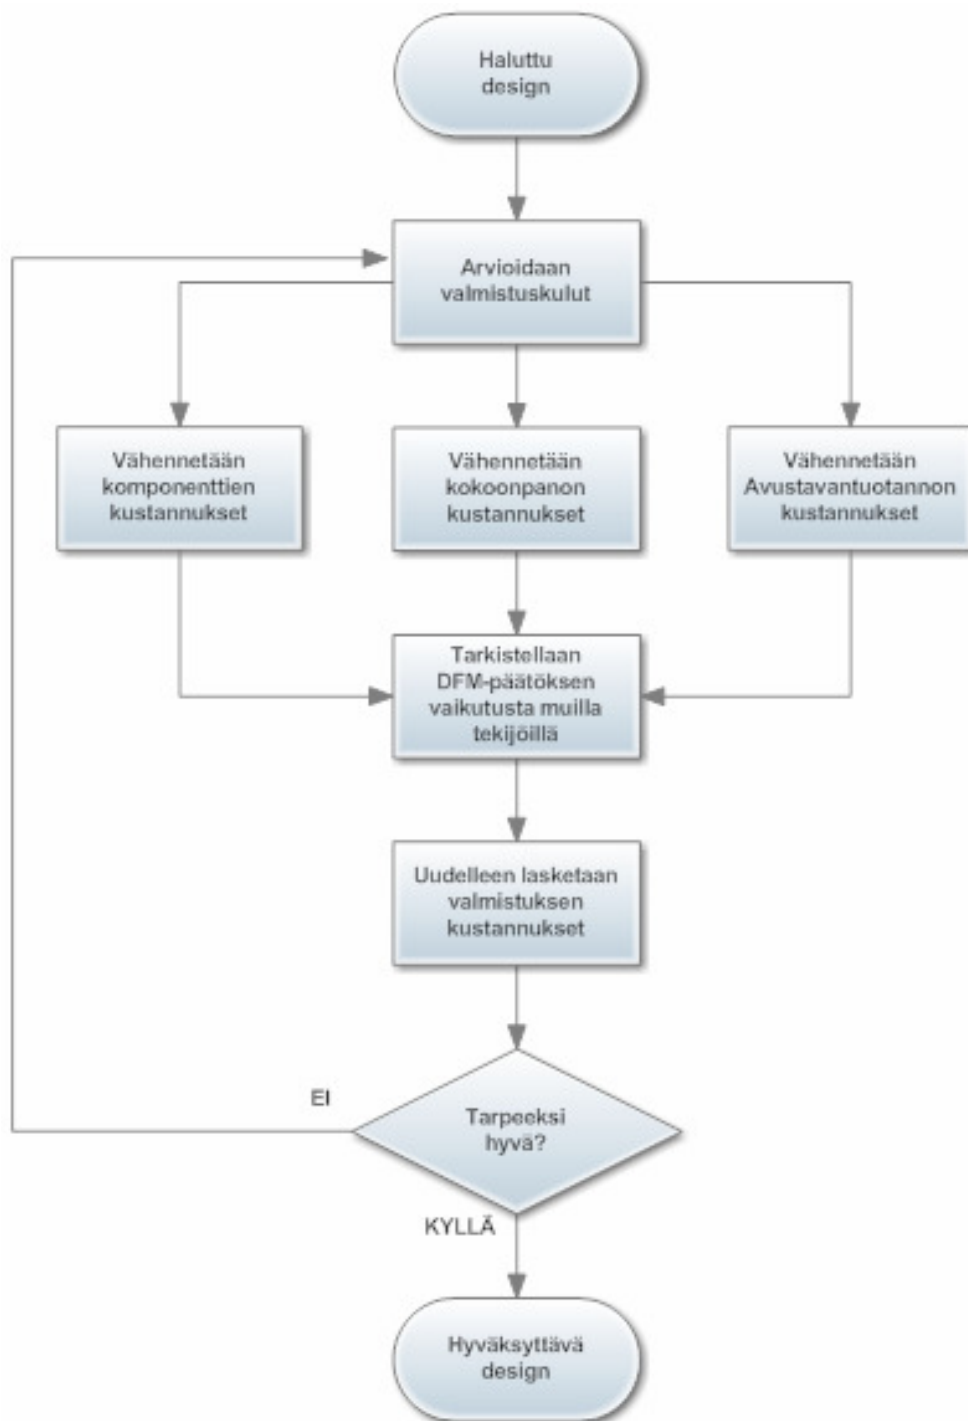 Haluttu
design
Arvioidaan
valmistuskulut
Vähennetään
komponenttien
kustannukset
Vähennetään
kokoonpanon
kustannukset
Vähennetään
Avustavantuotannon
kustannukset
Tarkistellaan
DFM-päätöksen
vaikutusta muilla
tekijöillä
Uudelleen lasketaan
valmistuksen
kustannukset
EI
Tarpeeksi
hyvä?
KYLLÄ
Hyväksyttävä
design